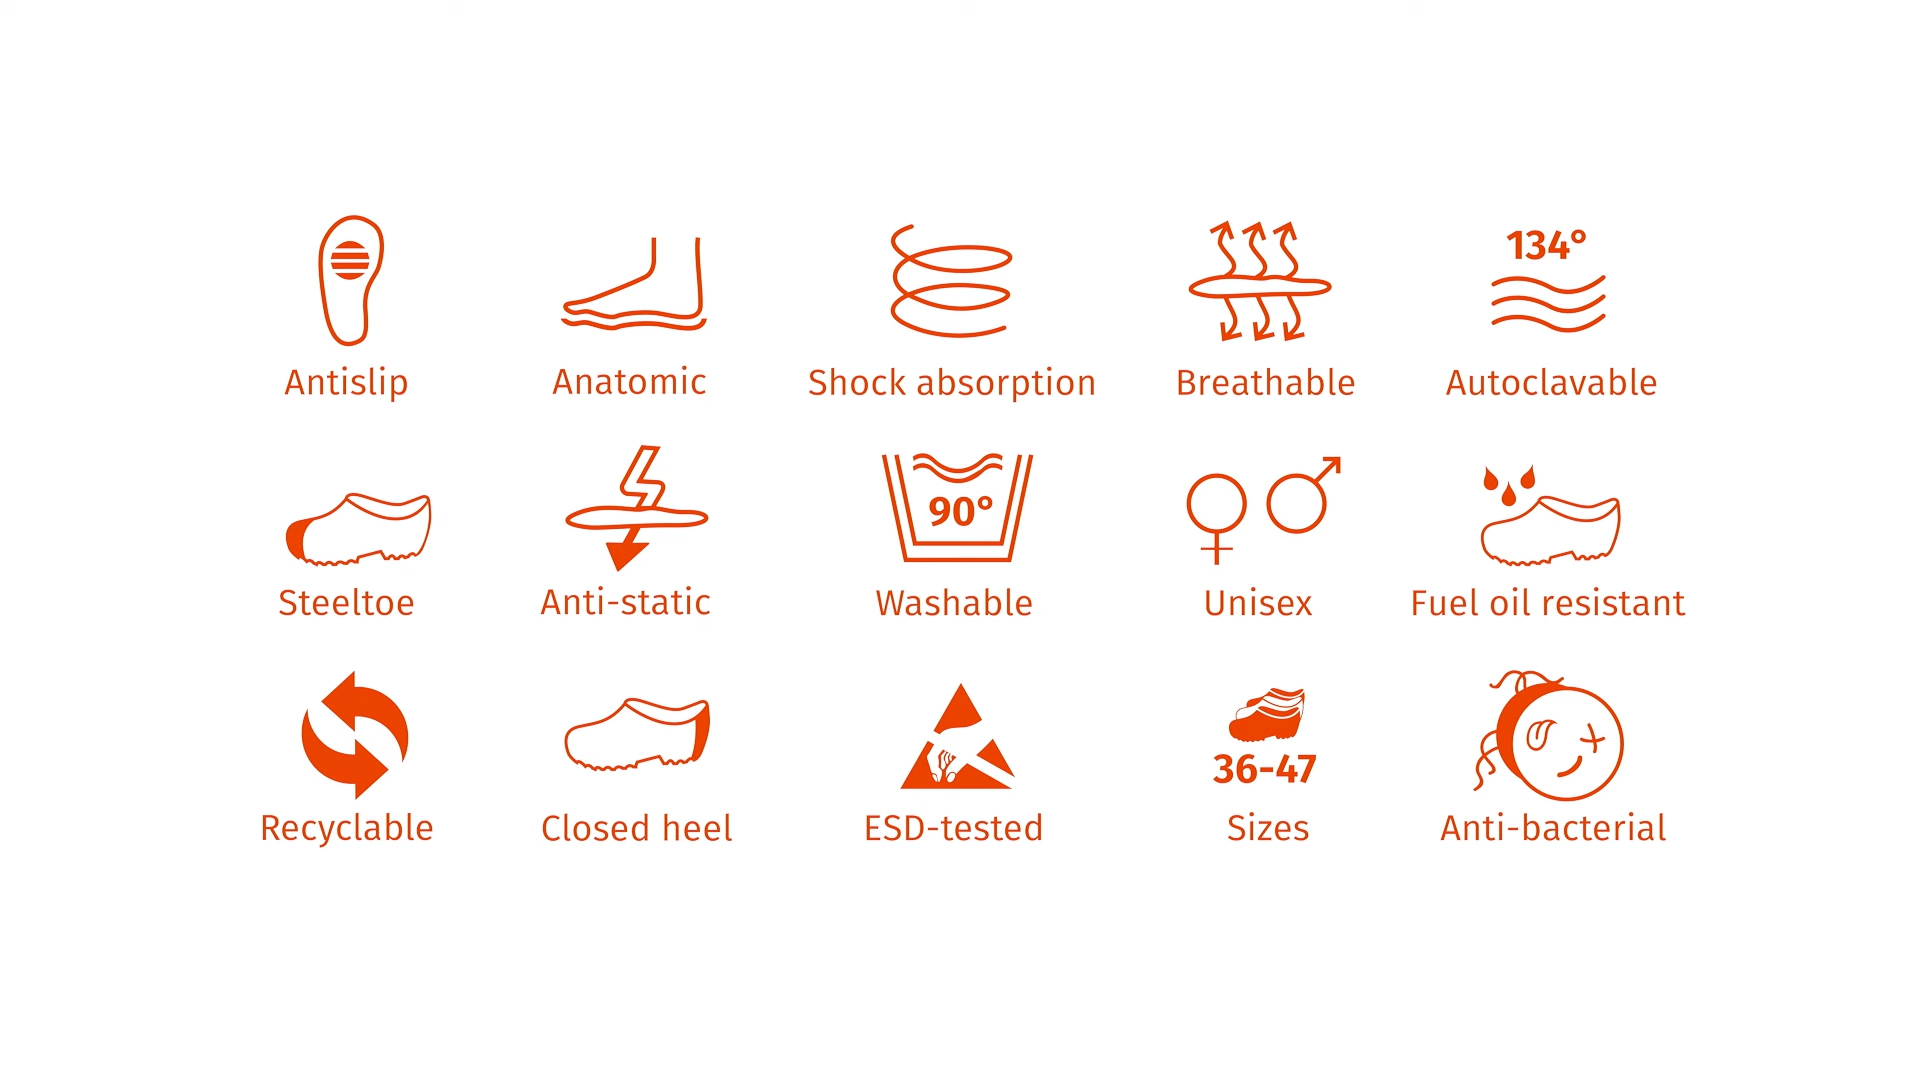 134°
Antislip
Anatomic
Shock absorption
Breathable
Autoclavable
90°
Steeltoe
Anti-static
Washable
Unisex
Fuel oil resistant
36-47
Recyclable
Closed heel
ESD-tested
Sizes
Anti-bacterial